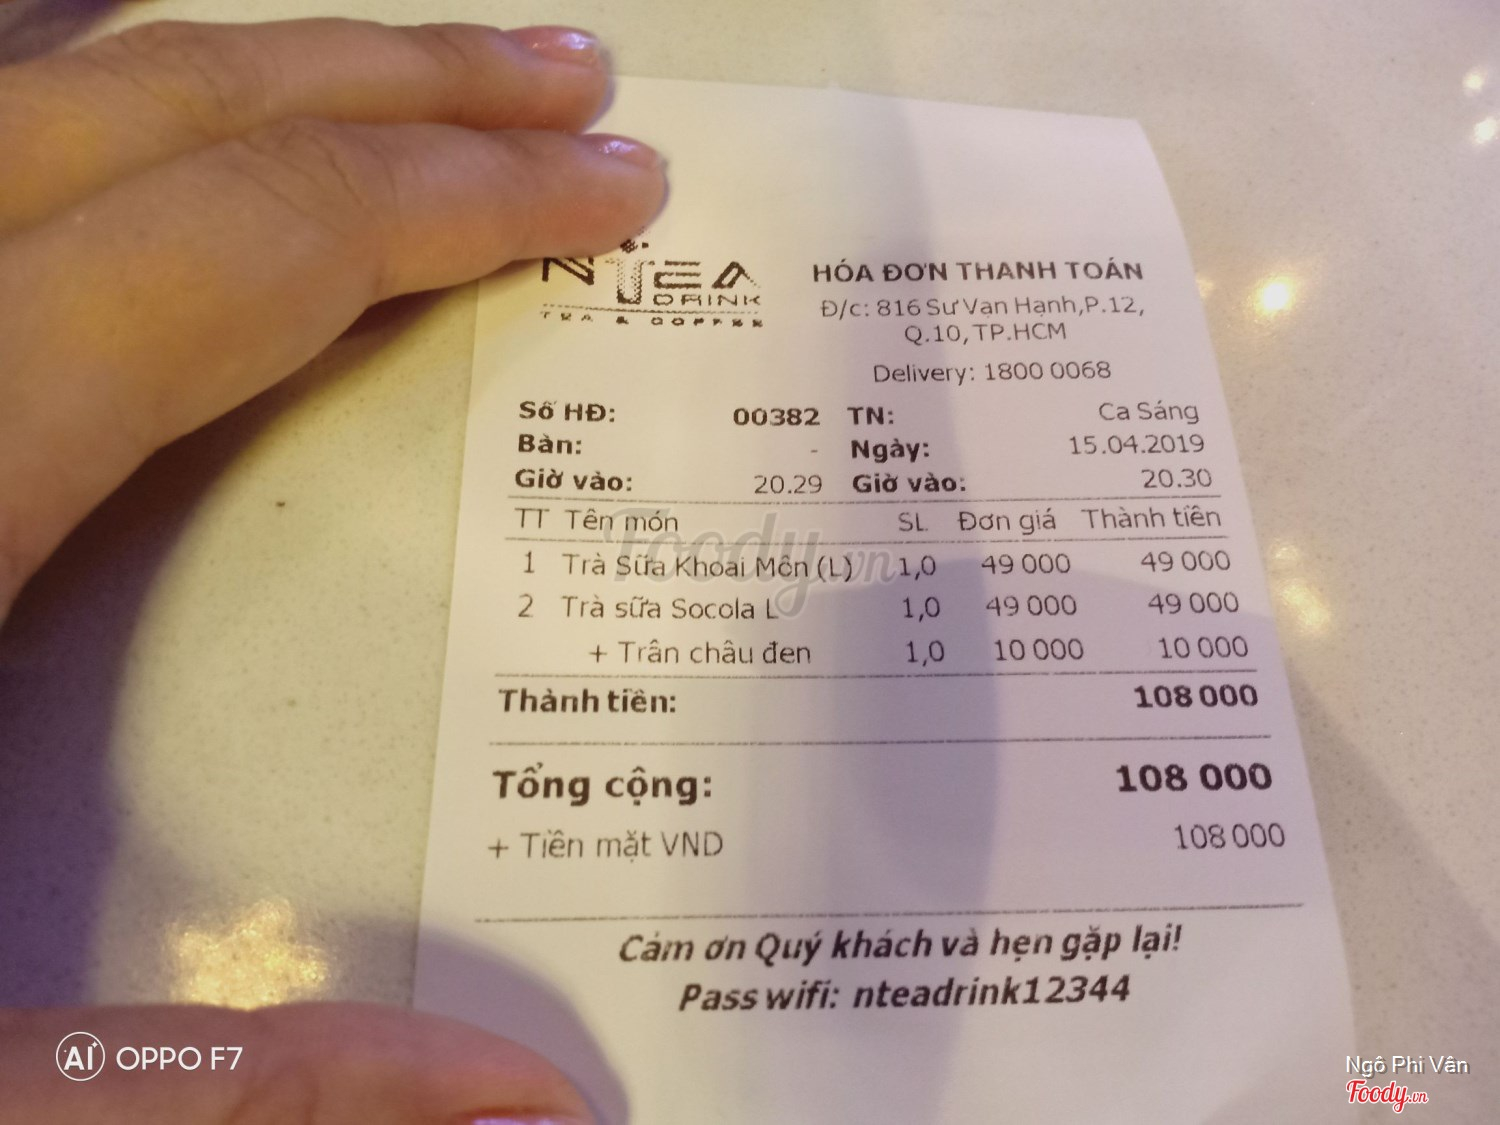 NTEA
DRINK
TEA & COFFEE
HÓA ĐƠN THANH TOÁN
Đ/c: 816 Sư Vạn Hạnh,P.12,
Q.10,TP.HCM
Delivery: 1800 0068
Số HĐ: 00382 TN: Ca Sáng
Bàn: - Ngày: 15.04.2019
Giờ vào: 20.29 Giờ vào: 20.30
TT Tên món SL Đơn giá Thành tiền
1 Trà Sữa Khoai Môn (L) 1,0 49 000 49 000
2 Trà sữa Socola L 1,0 49 000 49 000
+ Trân châu đen 1,0 10 000 10 000
Thành tiền: 108 000
Tổng cộng: 108 000
+ Tiền mặt VND 108 000
Cảm ơn Quý khách và hẹn gặp lại!
Pass wifi: nteadrink12344
Foody.vn
AI OPPO F7
Ngô Phi Vân
Foody.vn